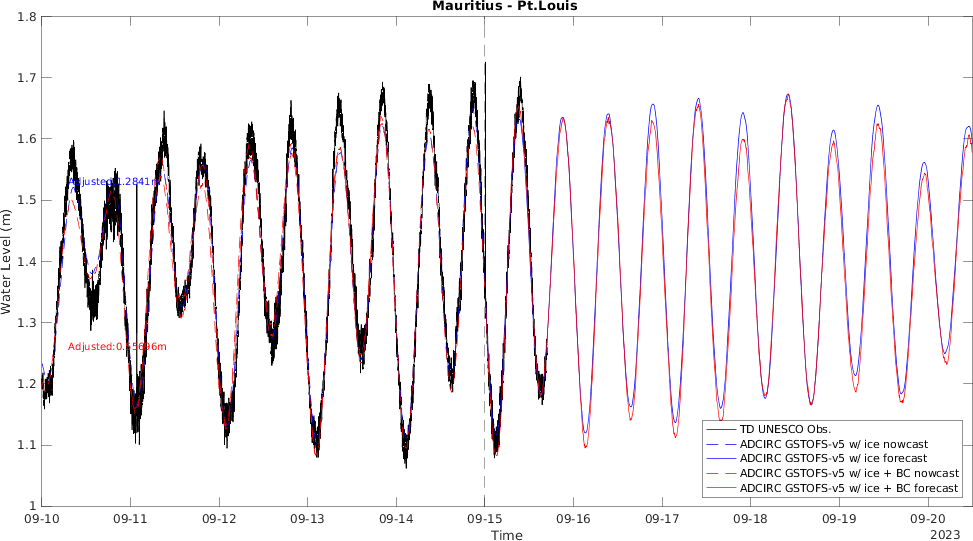 Mauritius - Pt.Louis
1.8
1.7
1.6
1.5
1.4
1.3
1.2
1.1
1
Water Level (m)
Adjusted:1.2841m
Adjusted:0.55696m
TD UNESCO Obs.
ADCIRC GSTOFS-v5 w/ ice nowcast
ADCIRC GSTOFS-v5 w/ ice forecast
ADCIRC GSTOFS-v5 w/ ice + BC nowcast
ADCIRC GSTOFS-v5 w/ ice + BC forecast
09-10 09-11 09-12 09-13 09-14 09-15 09-16 09-17 09-18 09-19 09-20
Time
2023